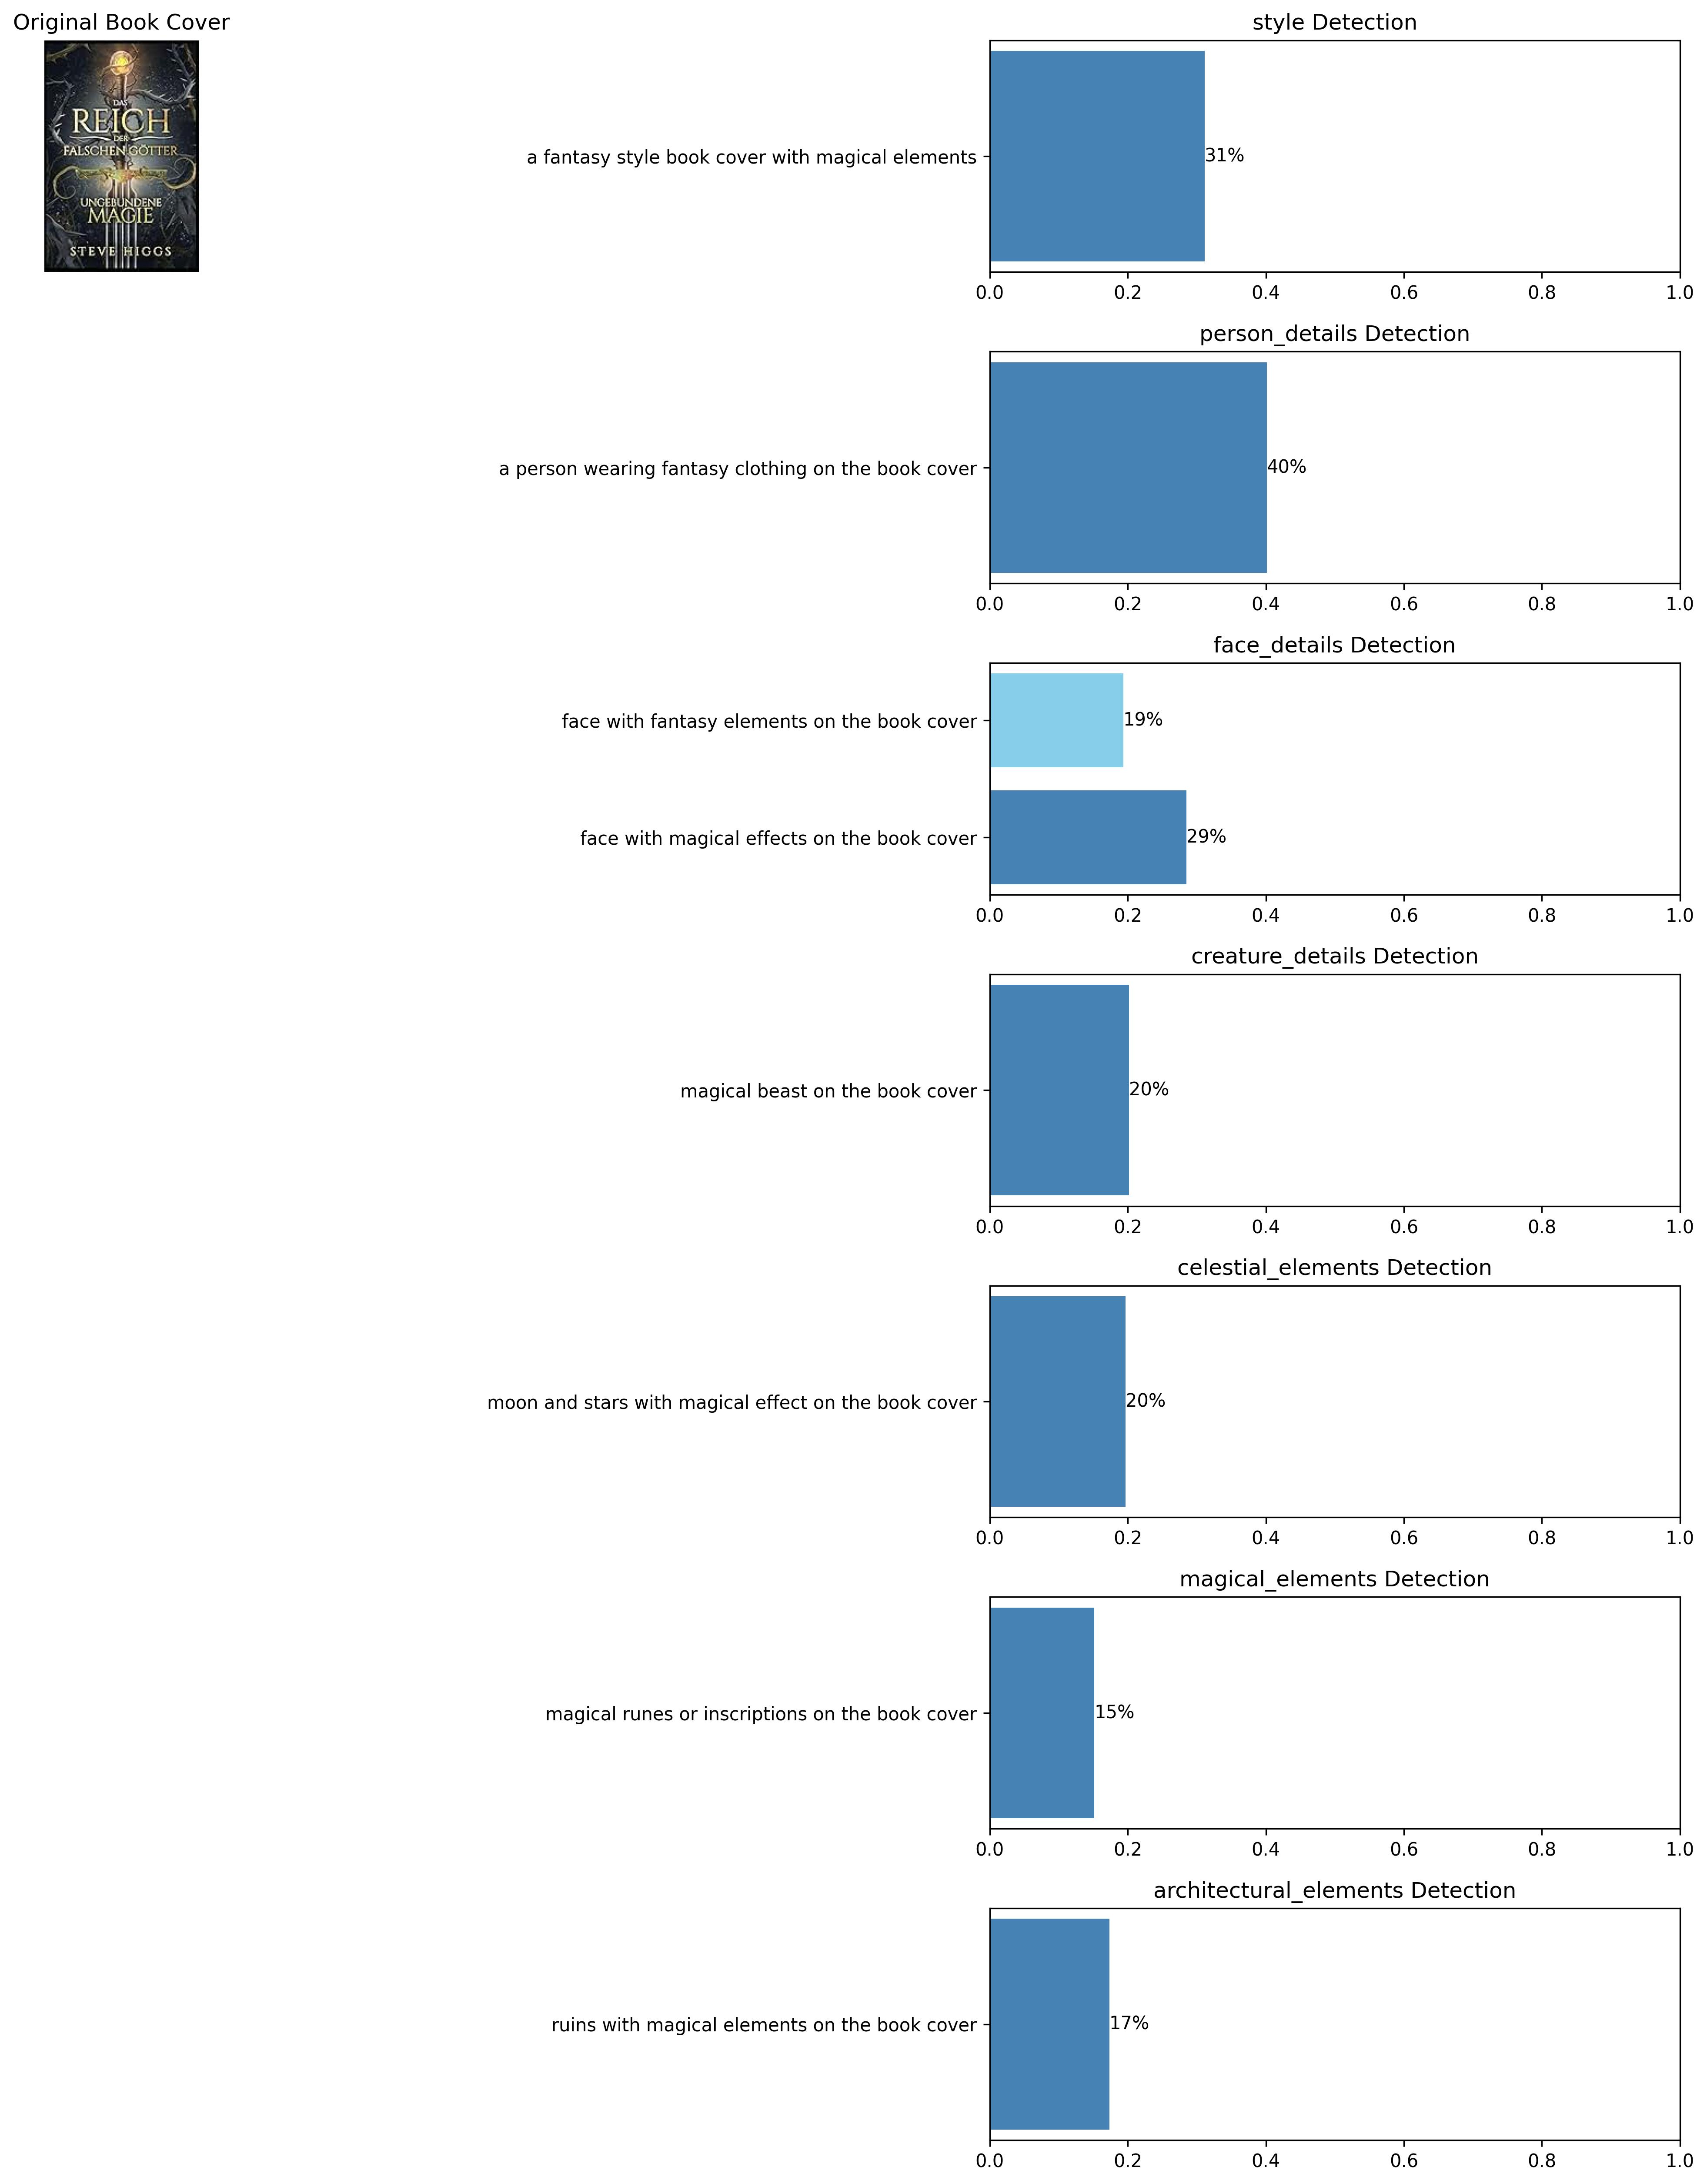 Original Book Cover
DAS
REICH
DER
FALSCHEN GÖTTER
UNGEBUNDENE
MAGIE
STEVE HIGGS
style Detection
a fantasy style book cover with magical elements
31%
0.0 0.2 0.4 0.6 0.8 1.0
person_details Detection
a person wearing fantasy clothing on the book cover
40%
0.0 0.2 0.4 0.6 0.8 1.0
face_details Detection
face with fantasy elements on the book cover
19%
face with magical effects on the book cover
29%
0.0 0.2 0.4 0.6 0.8 1.0
creature_details Detection
magical beast on the book cover
20%
0.0 0.2 0.4 0.6 0.8 1.0
celestial_elements Detection
moon and stars with magical effect on the book cover
20%
0.0 0.2 0.4 0.6 0.8 1.0
magical_elements Detection
magical runes or inscriptions on the book cover
15%
0.0 0.2 0.4 0.6 0.8 1.0
architectural_elements Detection
ruins with magical elements on the book cover
17%
0.0 0.2 0.4 0.6 0.8 1.0